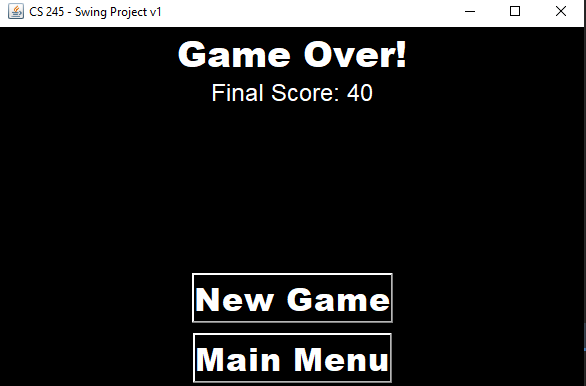 CS 245 - Swing Project v1
Game Over!
Final Score: 40
New Game
Main Menu